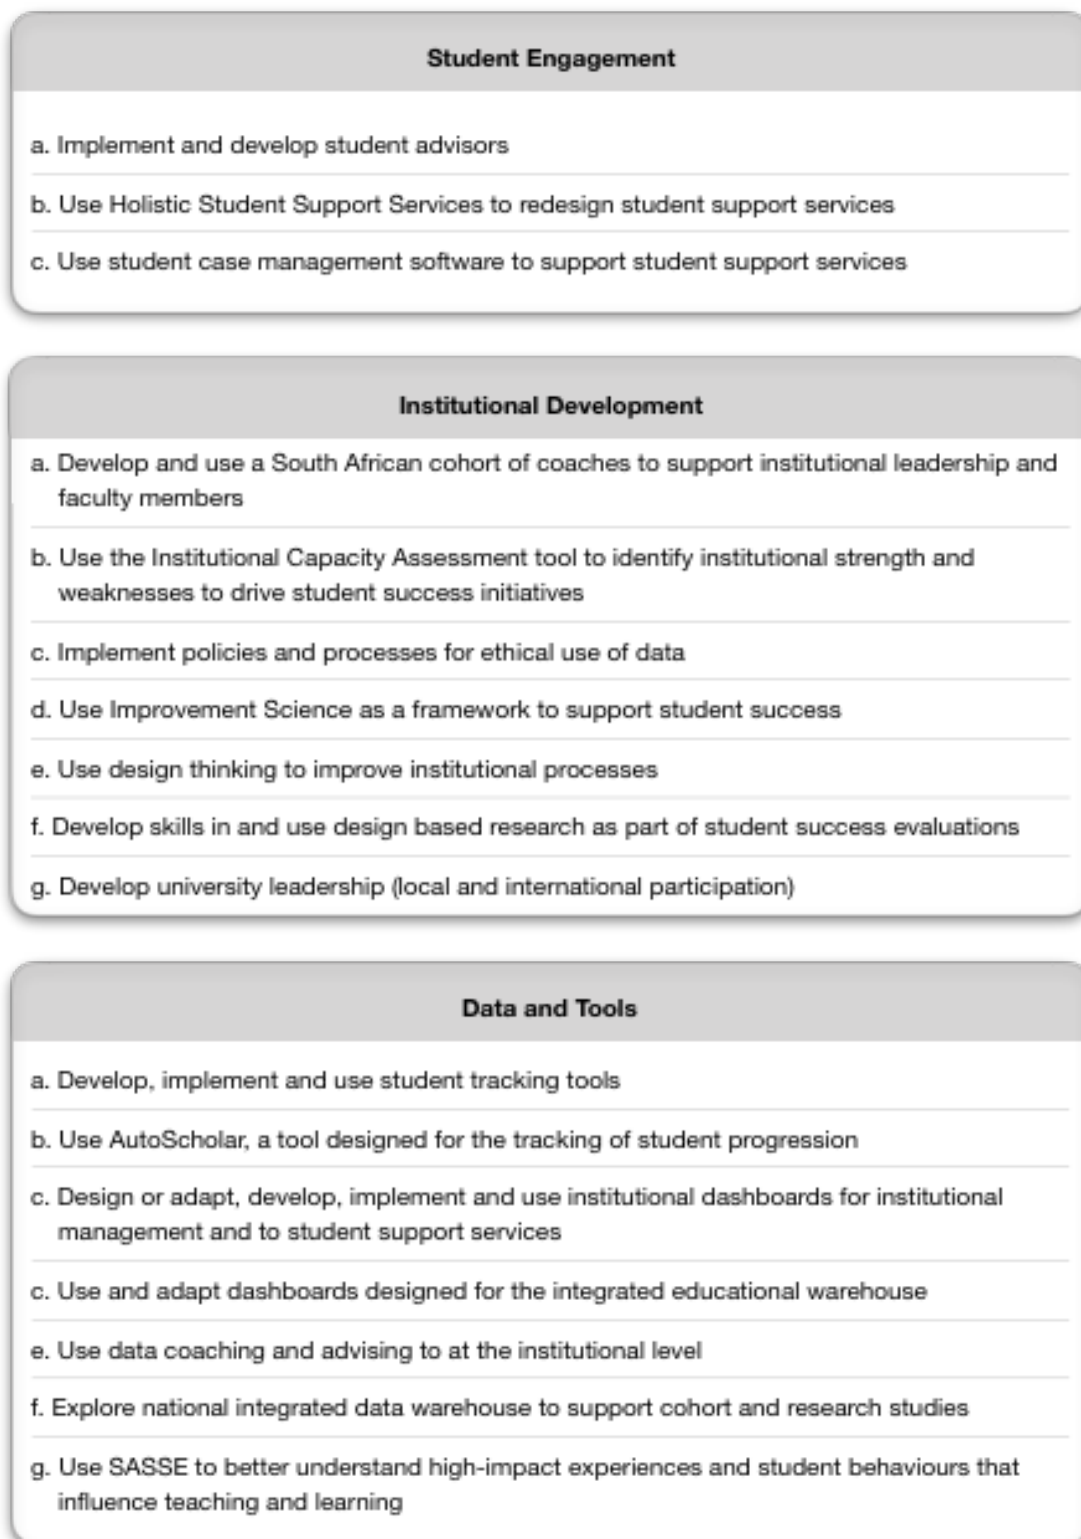 Student Engagement
a. Implement and develop student advisors
b. Use Holistic Student Support Services to redesign student support services
c. Use student case management software to support student support services
Institutional Development
a. Develop and use a South African cohort of coaches to support institutional leadership and
faculty members
b. Use the Institutional Capacity Assessment tool to identify institutional strength and
weaknesses to drive student success initiatives
c. Implement policies and processes for ethical use of data
d. Use Improvement Science as a framework to support student success
e. Use design thinking to improve institutional processes
f. Develop skills in and use design based research as part of student success evaluations
g. Develop university leadership (local and international participation)
Data and Tools
a. Develop, implement and use student tracking tools
b. Use AutoScholar, a tool designed for the tracking of student progression
c. Design or adapt, develop, implement and use institutional dashboards for institutional
management and to student support services
c. Use and adapt dashboards designed for the integrated educational warehouse
e. Use data coaching and advising to at the institutional level
f. Explore national integrated data warehouse to support cohort and research studies
g. Use SASSE to better understand high-impact experiences and student behaviours that
influence teaching and learning